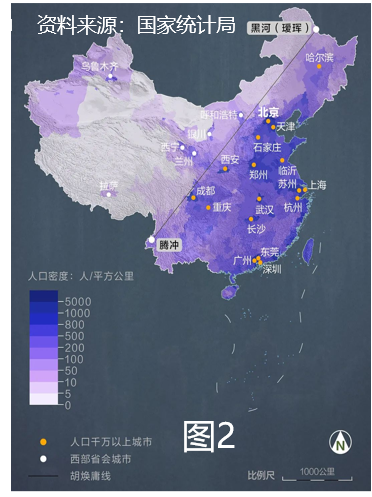 资料来源：国家统计局
黑河（瑷珲）
哈尔滨
乌鲁木齐
呼和浩特
北京
天津
银川
石家庄
西宁
兰州
西安
郑州
临沂
拉萨
成都
重庆
武汉
苏州
上海
杭州
长沙
腾冲
广州
东莞
深圳
人口密度：人/平方公里
5000
1000
800
500
200
100
50
10
5
0
图2
人口千万以上城市
西部省会城市
胡焕庸线
N
比例尺
1000公里